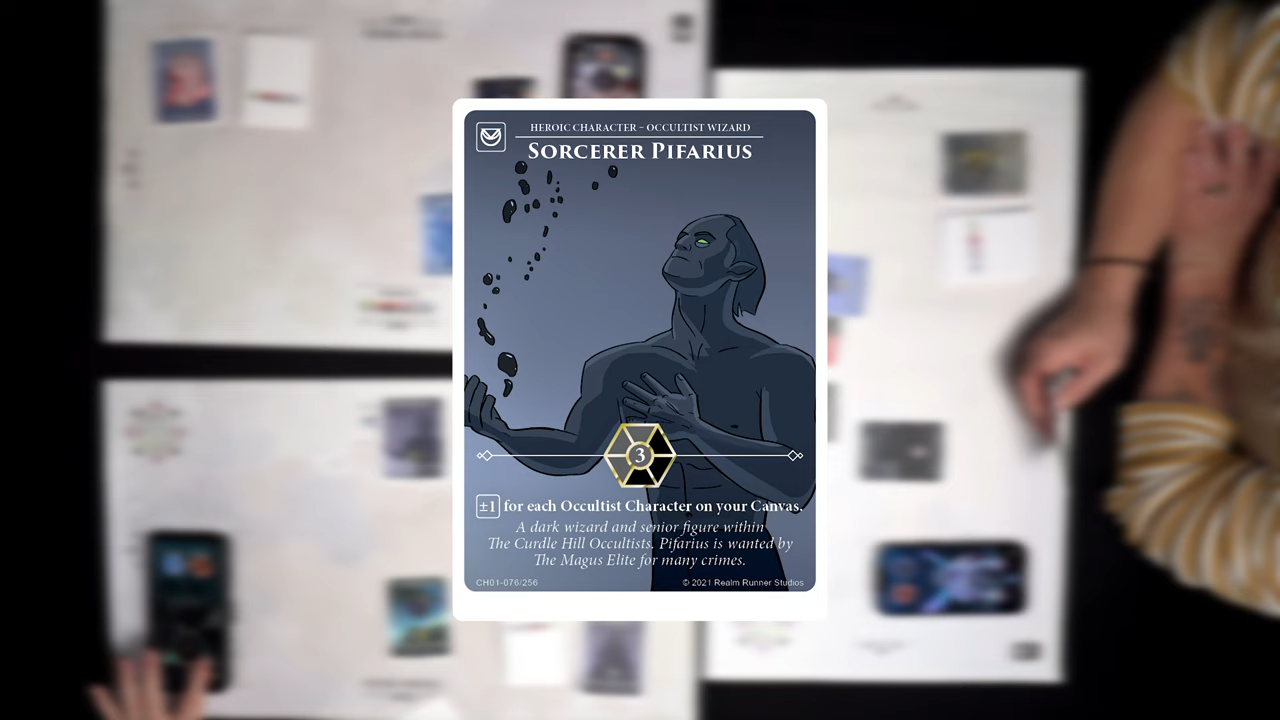 HEROIC CHARACTER – OCCULTIST WIZARD
SORCERER PIFARIUS
3
±1 for each Occultist Character on your Canvas.
A dark wizard and senior figure within
The Curdle Hill Occultists. Pifarius is wanted by
The Magus Elite for many crimes.
CH01-076/256
© 2021 Realm Runner Studios